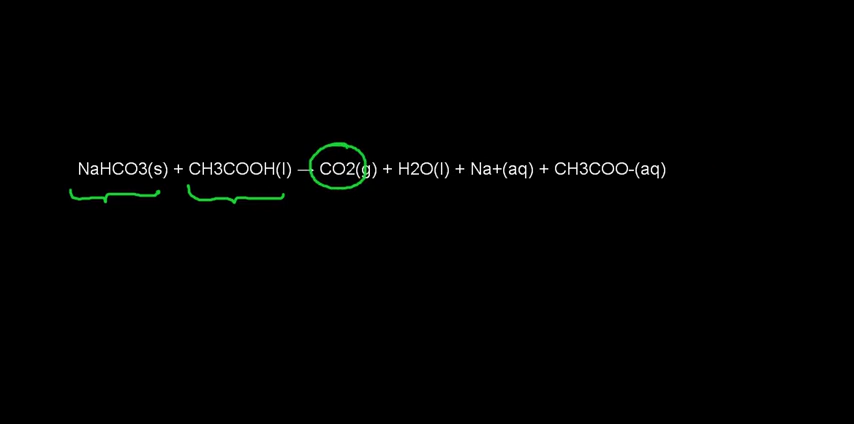 NaHCO3(s) + CH3COOH(l) — CO2(g) + H2O(l) + Na+(aq) + CH3COO-(aq)